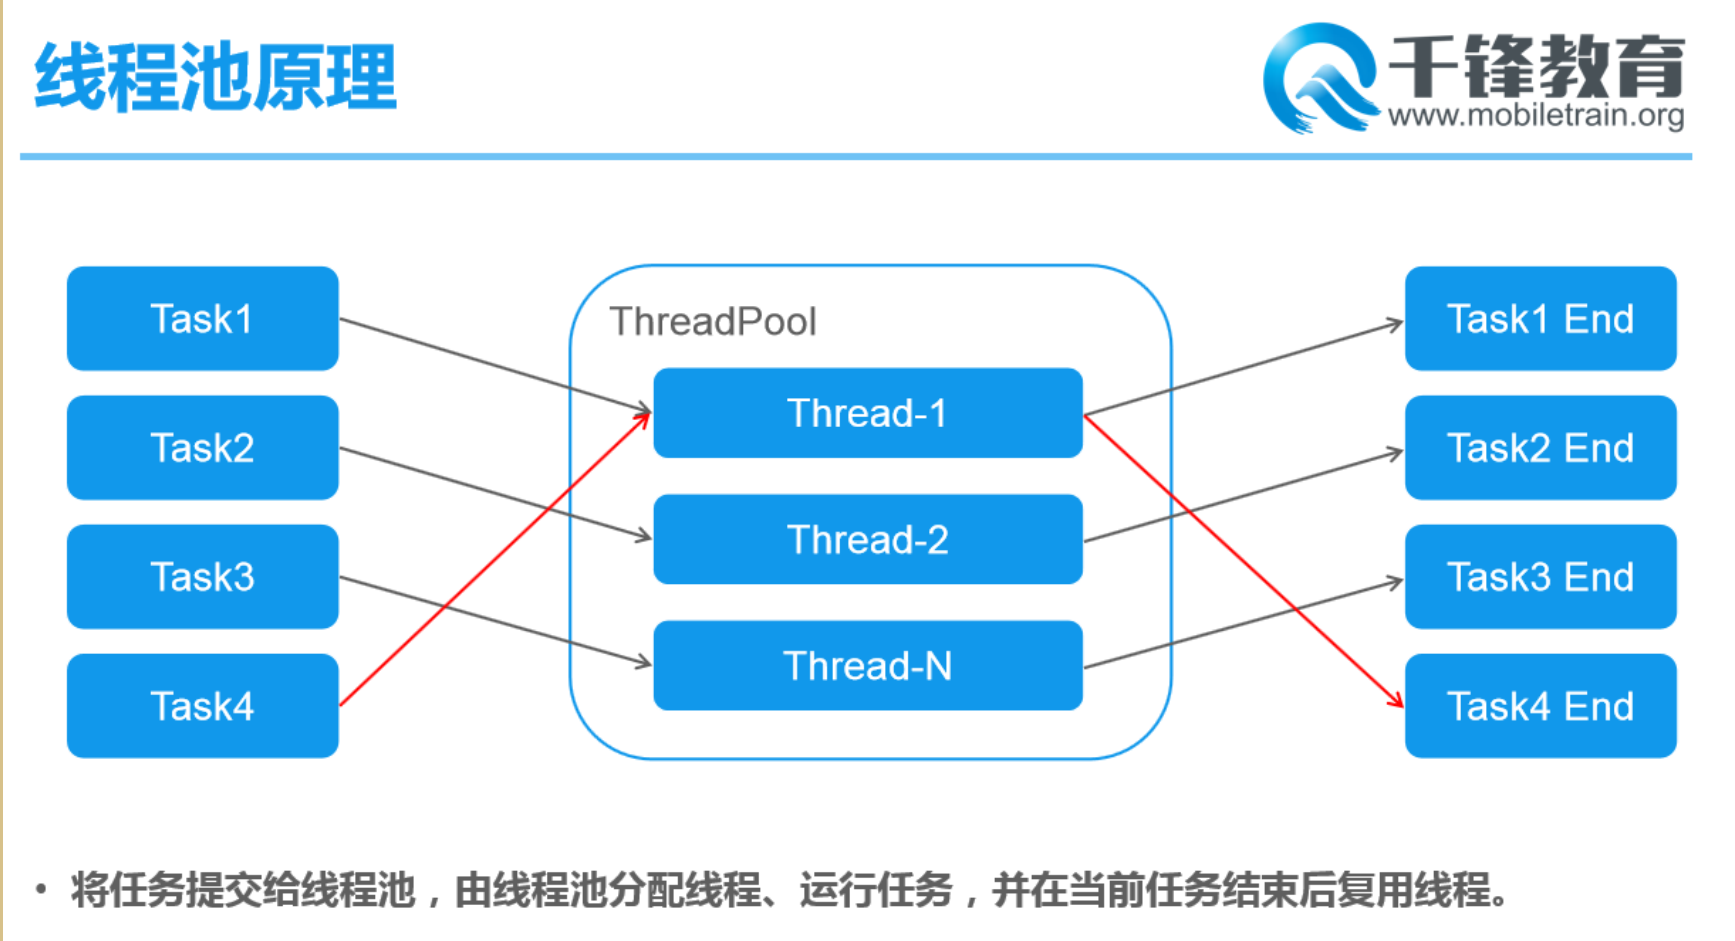 线程池原理
千锋教育
www.mobiletrain.org
Task1
Task2
Task3
Task4
ThreadPool
Thread-1
Thread-2
Thread-N
Task1 End
Task2 End
Task3 End
Task4 End
• 将任务提交给线程池，由线程池分配线程、运行任务，并在当前任务结束后复用线程。